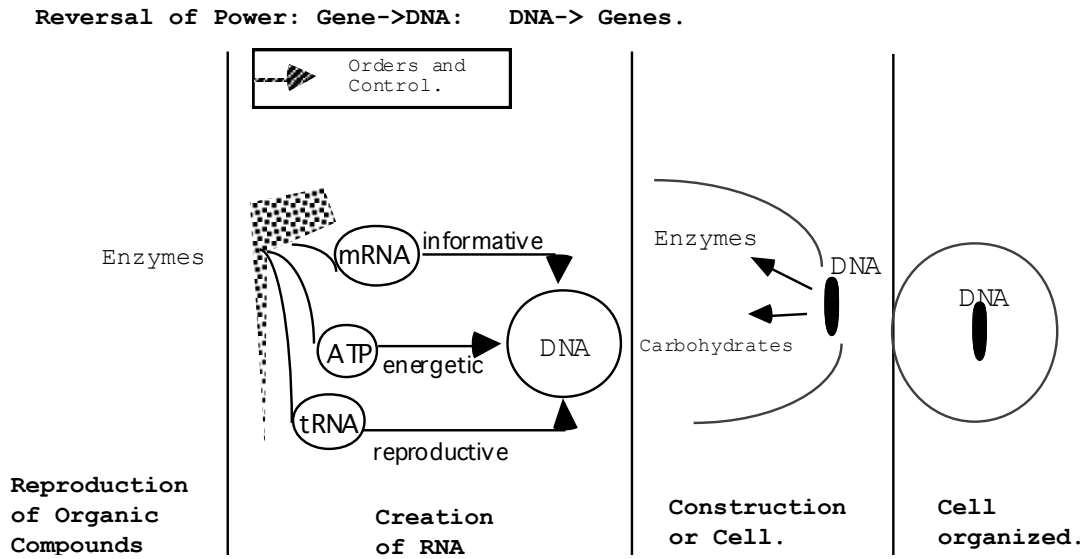 Reversal of Power: Gene->DNA: DNA-> Genes.
Orders and
Control.
Enzymes
mRNA
informative
ATP
energetic
tRNA
reproductive
DNA
Enzymes
DNA
Carbohydrates
DNA
Reproduction
of Organic
Compounds
Creation
of RNA
Construction
or Cell.
Cell
organized.